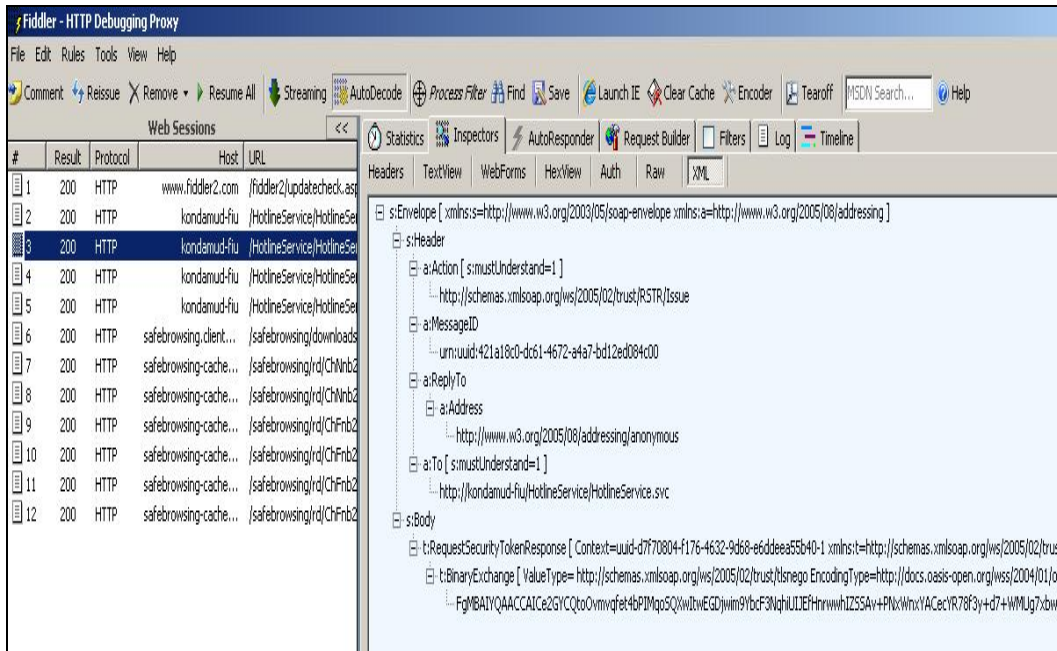 Fiddler - HTTP Debugging Proxy
File Edit Rules Tools View Help
Comment Reissue Remove Resume All Streaming AutoDecode Process Filter Find Save Launch IE Clear Cache Encoder Tearoff MSDN Search... Help
Web Sessions <<
Statistics Inspectors AutoResponder Request Builder Filters Log Timeline
# Result Protocol Host URL
Headers TextView WebForms HexView Auth Raw XML
1 200 HTTP www.fiddler2.com /fiddler2/updatecheck.asp
2 200 HTTP kondamud-fiu /HotlineService/HotlineSer
3 200 HTTP kondamud-fiu /HotlineService/HotlineSer
4 200 HTTP kondamud-fiu /HotlineService/HotlineSer
5 200 HTTP kondamud-fiu /HotlineService/HotlineSer
6 200 HTTP safebrowsing.client... /safebrowsing/downloads
7 200 HTTP safebrowsing-cache... /safebrowsing/rd/ChNnb2
8 200 HTTP safebrowsing-cache... /safebrowsing/rd/ChNnb2
9 200 HTTP safebrowsing-cache... /safebrowsing/rd/ChFnb2
10 200 HTTP safebrowsing-cache... /safebrowsing/rd/ChFnb2
11 200 HTTP safebrowsing-cache... /safebrowsing/rd/ChFnb2
12 200 HTTP safebrowsing-cache... /safebrowsing/rd/ChFnb2
s:Envelope [ xmlns:s=http://www.w3.org/2003/05/soap-envelope xmlns:a=http://www.w3.org/2005/08/addressing ]
s:Header
a:Action [ s:mustUnderstand=1 ]
http://schemas.xmlsoap.org/ws/2005/02/trust/RSTR/Issue
a:MessageID
urn:uuid:421a18c0-dc61-4672-a4a7-bd12ed084c00
a:ReplyTo
a:Address
http://www.w3.org/2005/08/addressing/anonymous
a:To [ s:mustUnderstand=1 ]
http://kondamud-fiu/HotlineService/HotlineService.svc
s:Body
t:RequestSecurityTokenResponse [ Context=uuid-d7f70804-f176-4632-9d68-e6ddeea55b40-1 xmlns:t=http://schemas.xmlsoap.org/ws/2005/02/trus
t:BinaryExchange [ ValueType= http://schemas.xmlsoap.org/ws/2005/02/trust/tlsnego EncodingType=http://docs.oasis-open.org/wss/2004/01/o